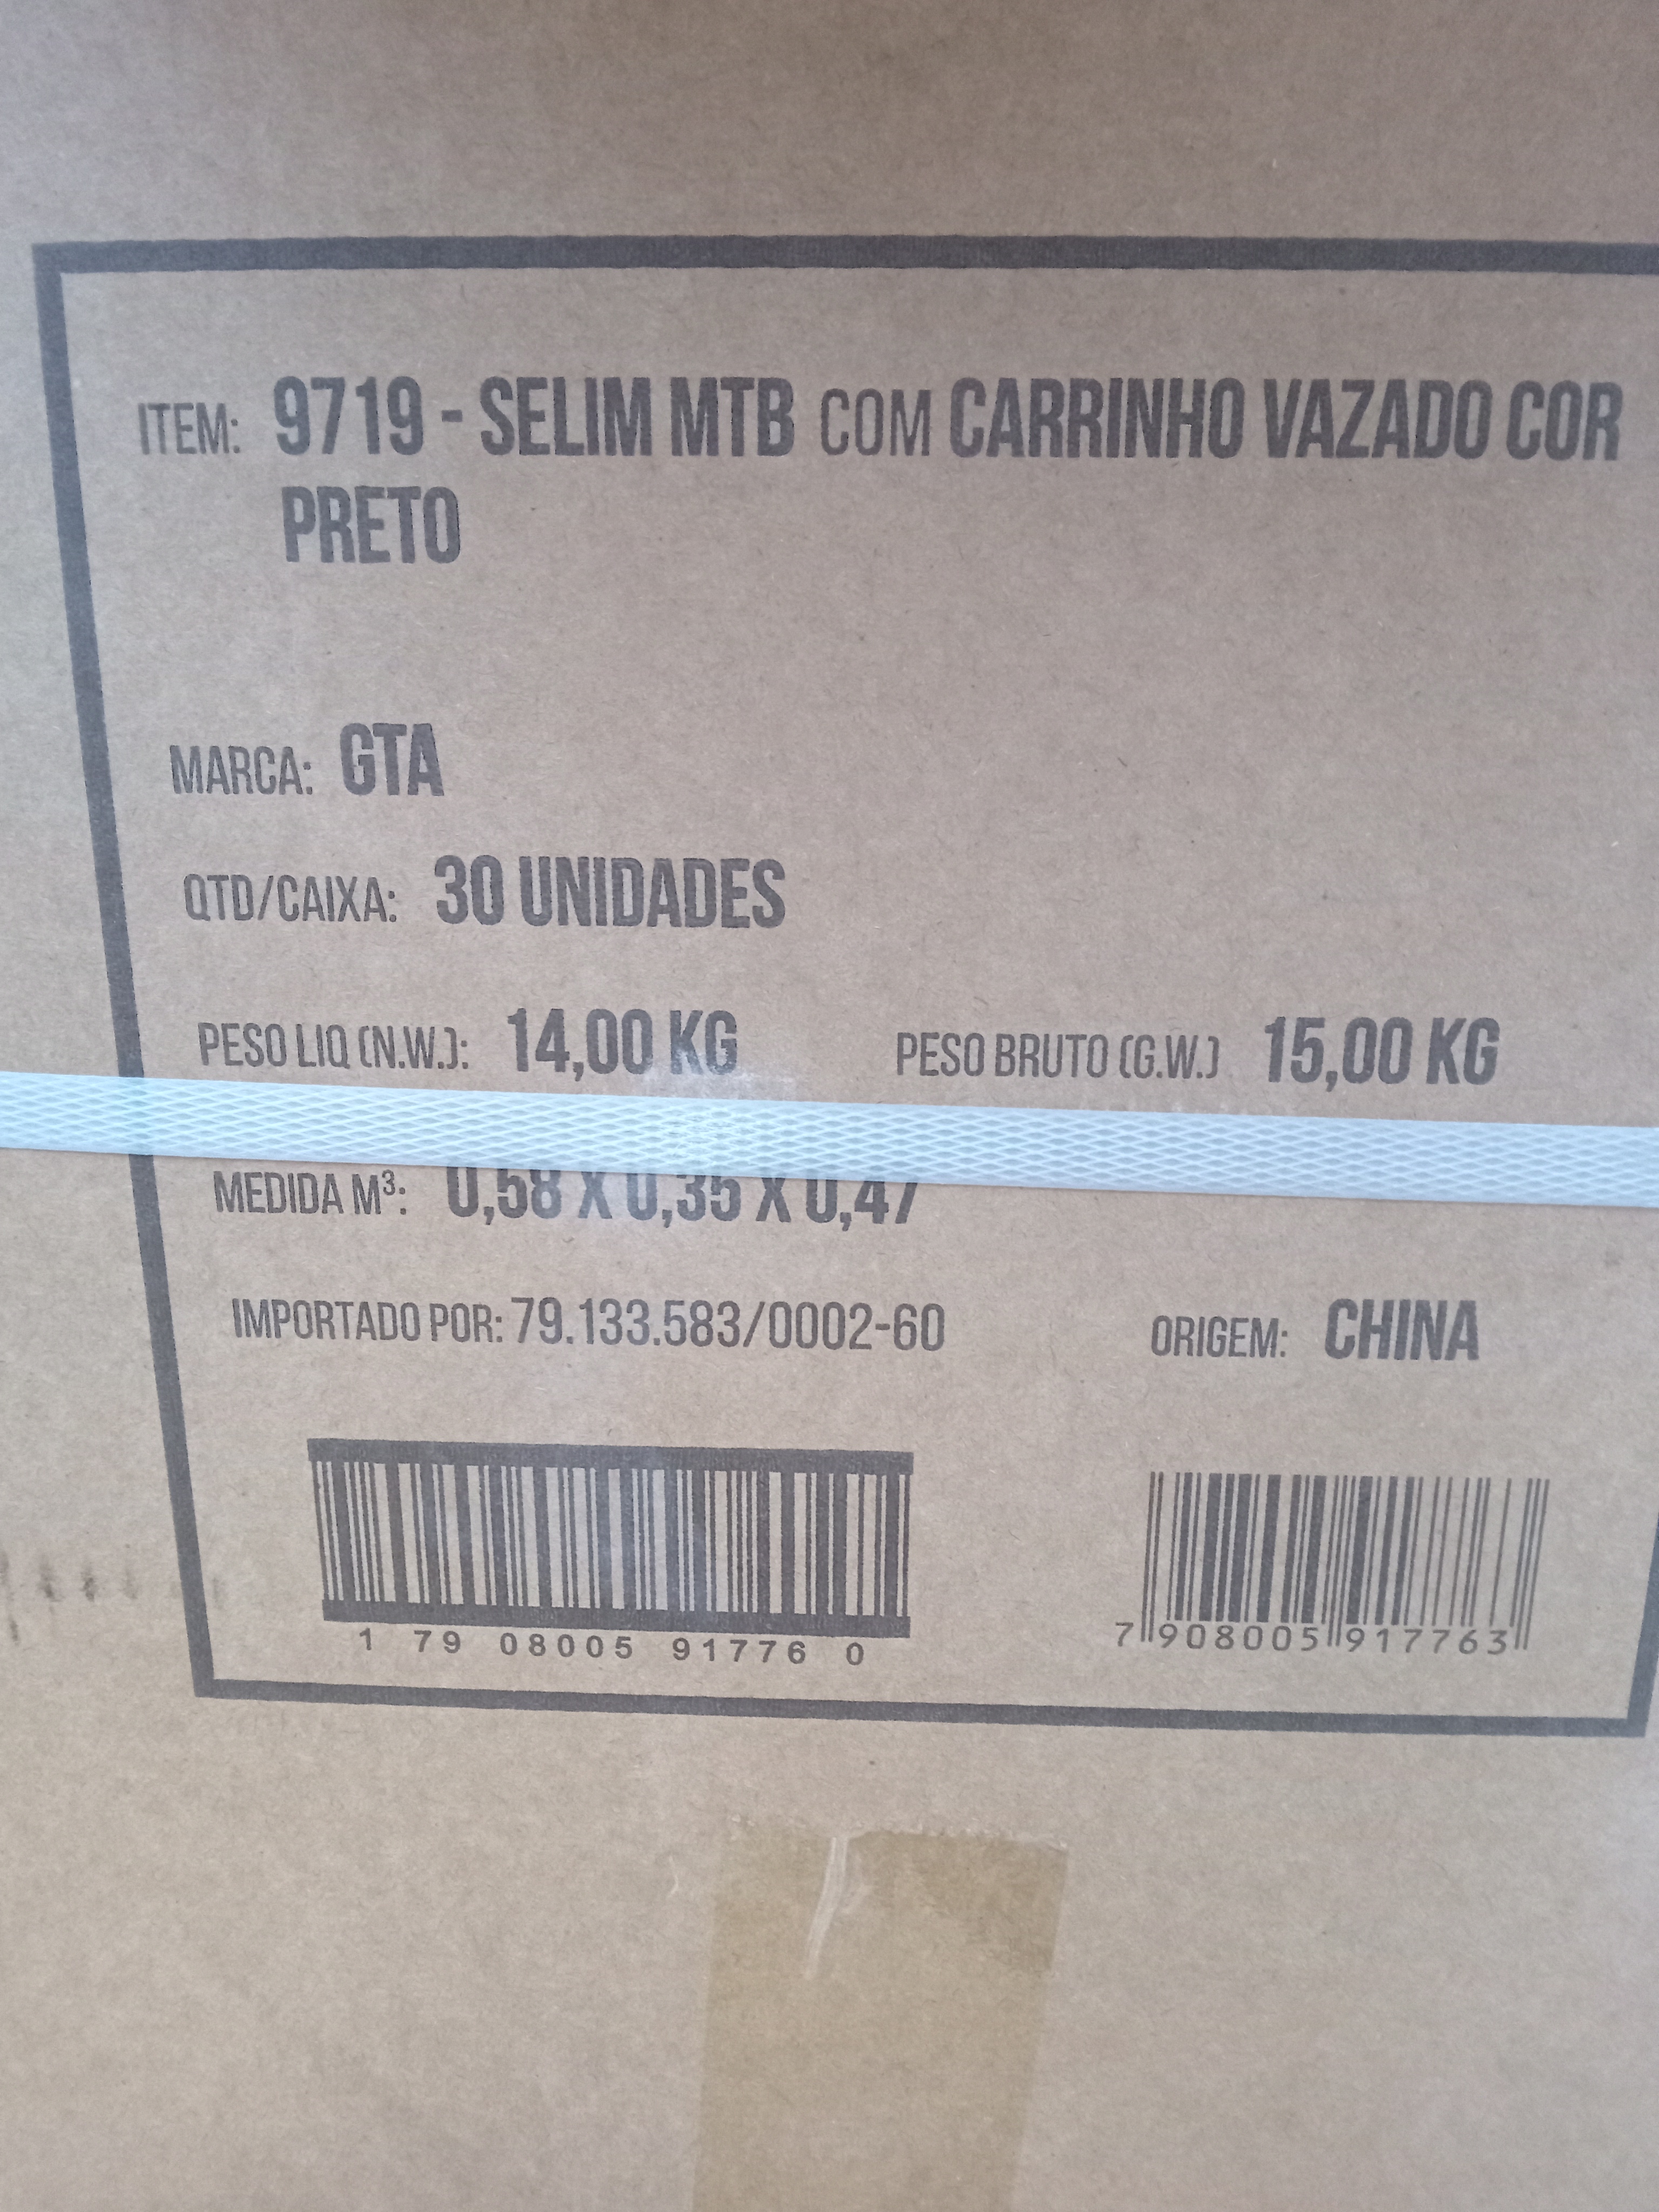 ITEM: 9719 - SELIM MTB COM CARRINHO VAZADO COR
PRETO
MARCA: GTA
QTD/CAIXA: 30 UNIDADES
PESO LIQ (N.W.): 14,00 KG PESO BRUTO (G.W.) 15,00 KG
MEDIDA M³: 0,58 X 0,35 X 0,47
IMPORTADO POR: 79.133.583/0002-60 ORIGEM: CHINA
1 79 08005 91776 0 7 908005 917763